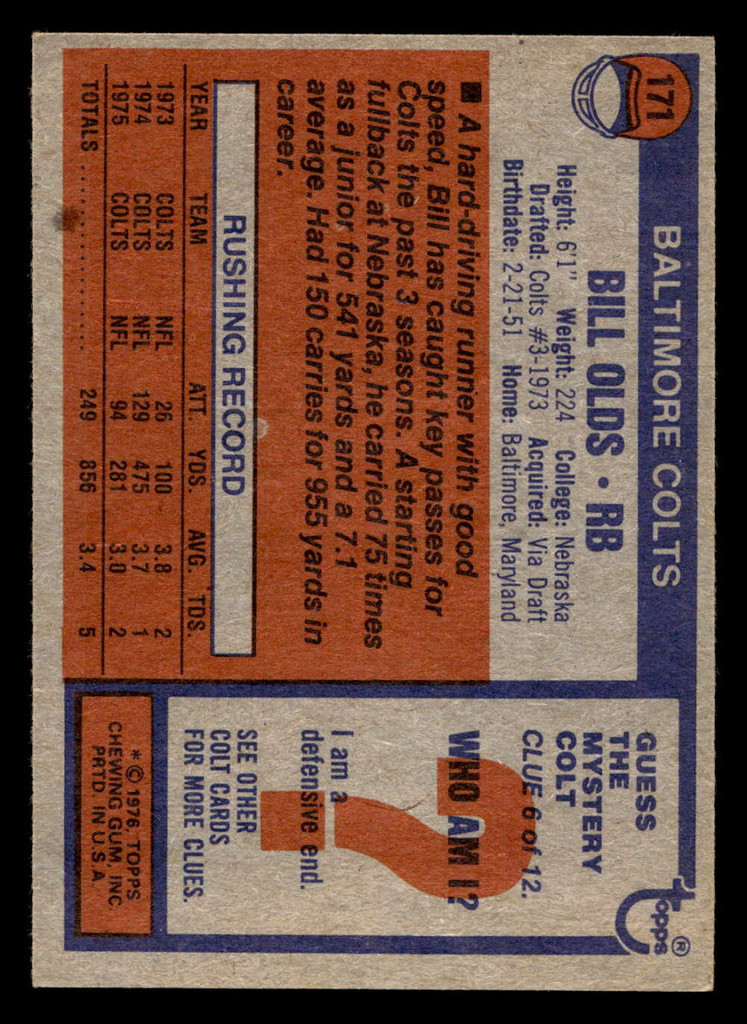 171
BALTIMORE COLTS
BILL OLDS • RB
Height: 6'1" Weight: 224 College: Nebraska
Drafted: Colts #3-1973 Acquired: Via Draft
Birthdate: 2-21-51 Home: Baltimore, Maryland
■ A hard-driving runner with good
speed, Bill has caught key passes for
Colts the past 3 seasons. A starting
fullback at Nebraska, he carried 75 times
as a junior for 541 yards and a 7.1
average. Had 150 carries for 955 yards in
career.
RUSHING RECORD
YEAR TEAM ATT. YDS. AVG. TDS.
1973 COLTS NFL 26 100 3.8 2
1974 COLTS NFL 129 475 3.7 1
1975 COLTS NFL 94 281 3.0 2
TOTALS .................... 249 856 3.4 5
topps®
GUESS
THE
MYSTERY
COLT
CLUE 6 of 12.
WHO AM I?
?
I am a
defensive end.
SEE OTHER
COLT CARDS
FOR MORE CLUES.
*© 1976, TOPPS
CHEWING GUM, INC.
PRTD. IN U.S.A.